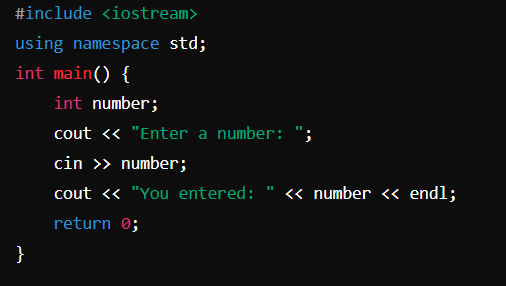 #include <iostream>
using namespace std;
int main() {
    int number;
    cout << "Enter a number: ";
    cin >> number;
    cout << "You entered: " << number << endl;
    return 0;
}